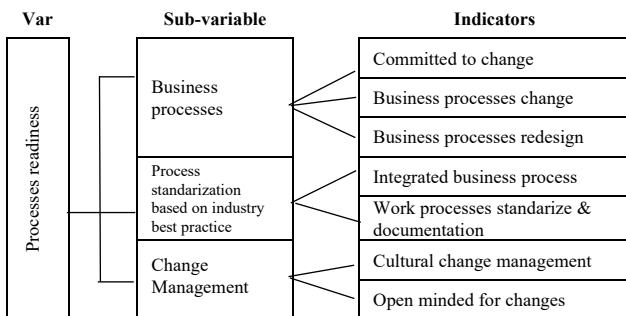 Var
Sub-variable
Indicators
Processes readiness
Business
processes
Process
standarization
based on industry
best practice
Change
Management
Committed to change
Business processes change
Business processes redesign
Integrated business process
Work processes standarize &
documentation
Cultural change management
Open minded for changes